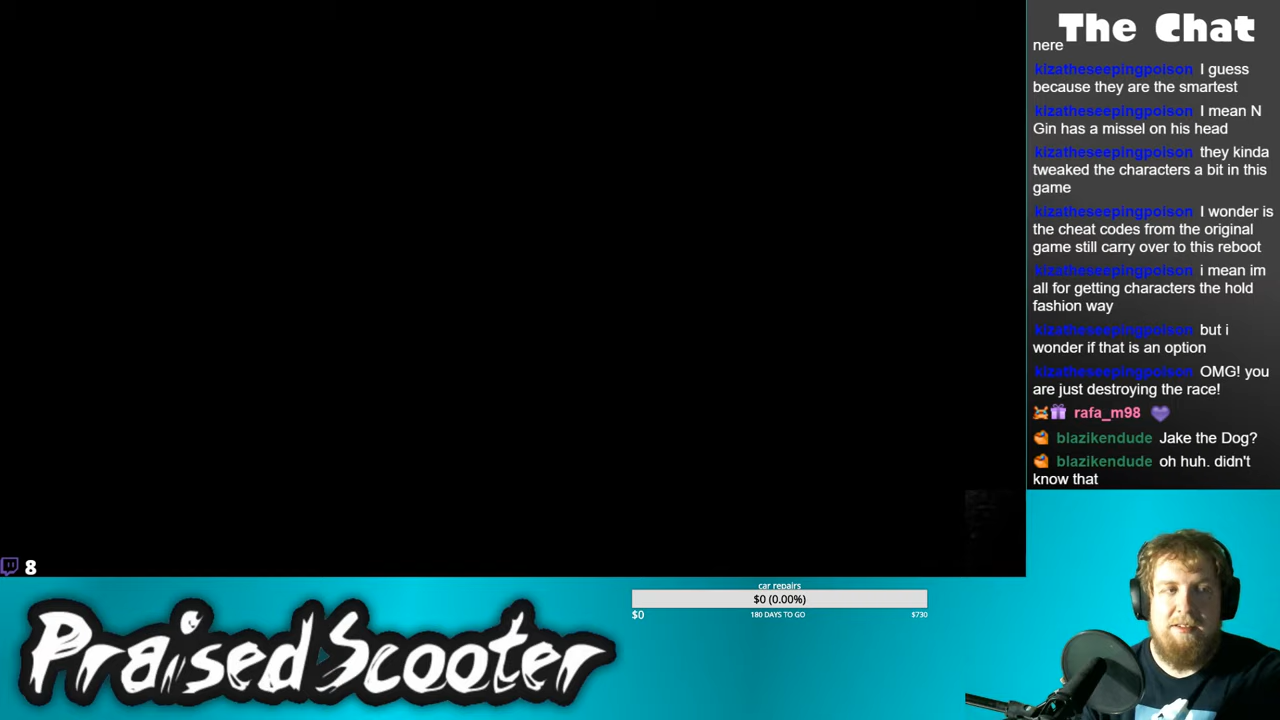 The Chat
nere
kizatheseepingpoison I guess
because they are the smartest
kizatheseepingpoison I mean N
Gin has a missel on his head
kizatheseepingpoison they kinda
tweaked the characters a bit in this
game
kizatheseepingpoison I wonder is
the cheat codes from the original
game still carry over to this reboot
kizatheseepingpoison i mean im
all for getting characters the hold
fashion way
kizatheseepingpoison but i
wonder if that is an option
kizatheseepingpoison OMG! you
are just destroying the race!
rafa_m98
blazikendude Jake the Dog?
blazikendude oh huh. didn't
know that
8
car repairs
$0 (0.00%)
$0 180 DAYS TO GO $730
PraisedScooter